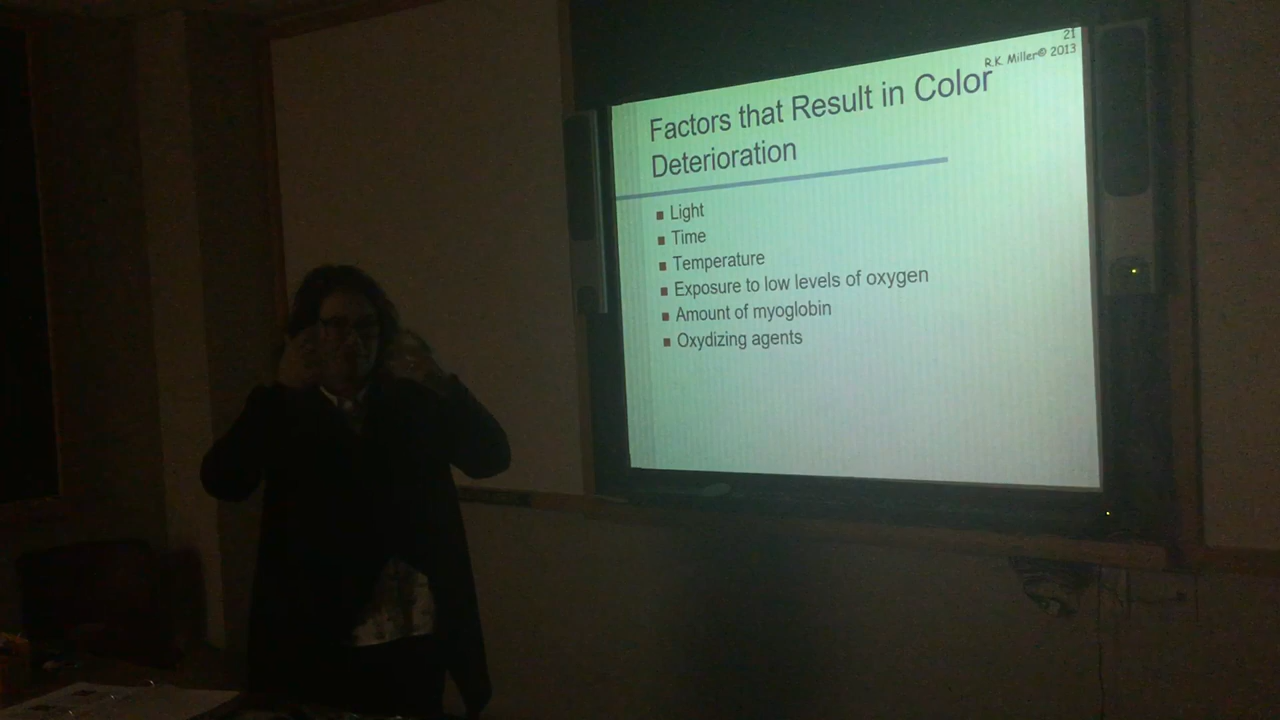 21
R.K. Miller© 2013
Factors that Result in Color
Deterioration
Light
Time
Temperature
Exposure to low levels of oxygen
Amount of myoglobin
Oxydizing agents